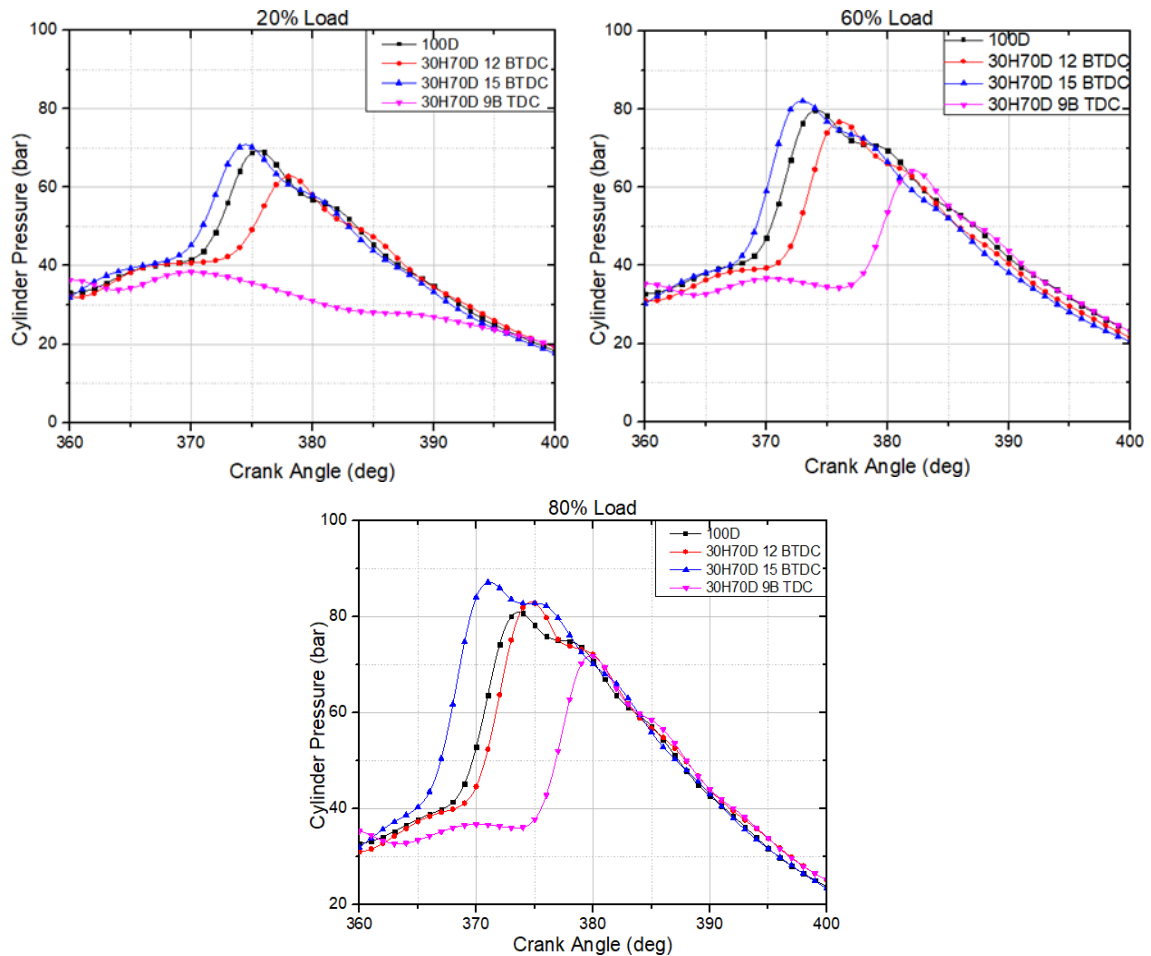 20% Load
100
80
60
40
20
0
Cylinder Pressure (bar)
360
370
380
390
400
Crank Angle (deg)
100D
30H70D 12 BTDC
30H70D 15 BTDC
30H70D 9B TDC
60% Load
100
80
60
40
20
0
Cylinder Pressure (bar)
360
370
380
390
400
Crank Angle (deg)
100D
30H70D 12 BTDC
30H70D 15 BTDC
30H70D 9B TDC
80% Load
100
80
60
40
20
Cylinder Pressure (bar)
360
370
380
390
400
Crank Angle (deg)
100D
30H70D 12 BTDC
30H70D 15 BTDC
30H70D 9B TDC